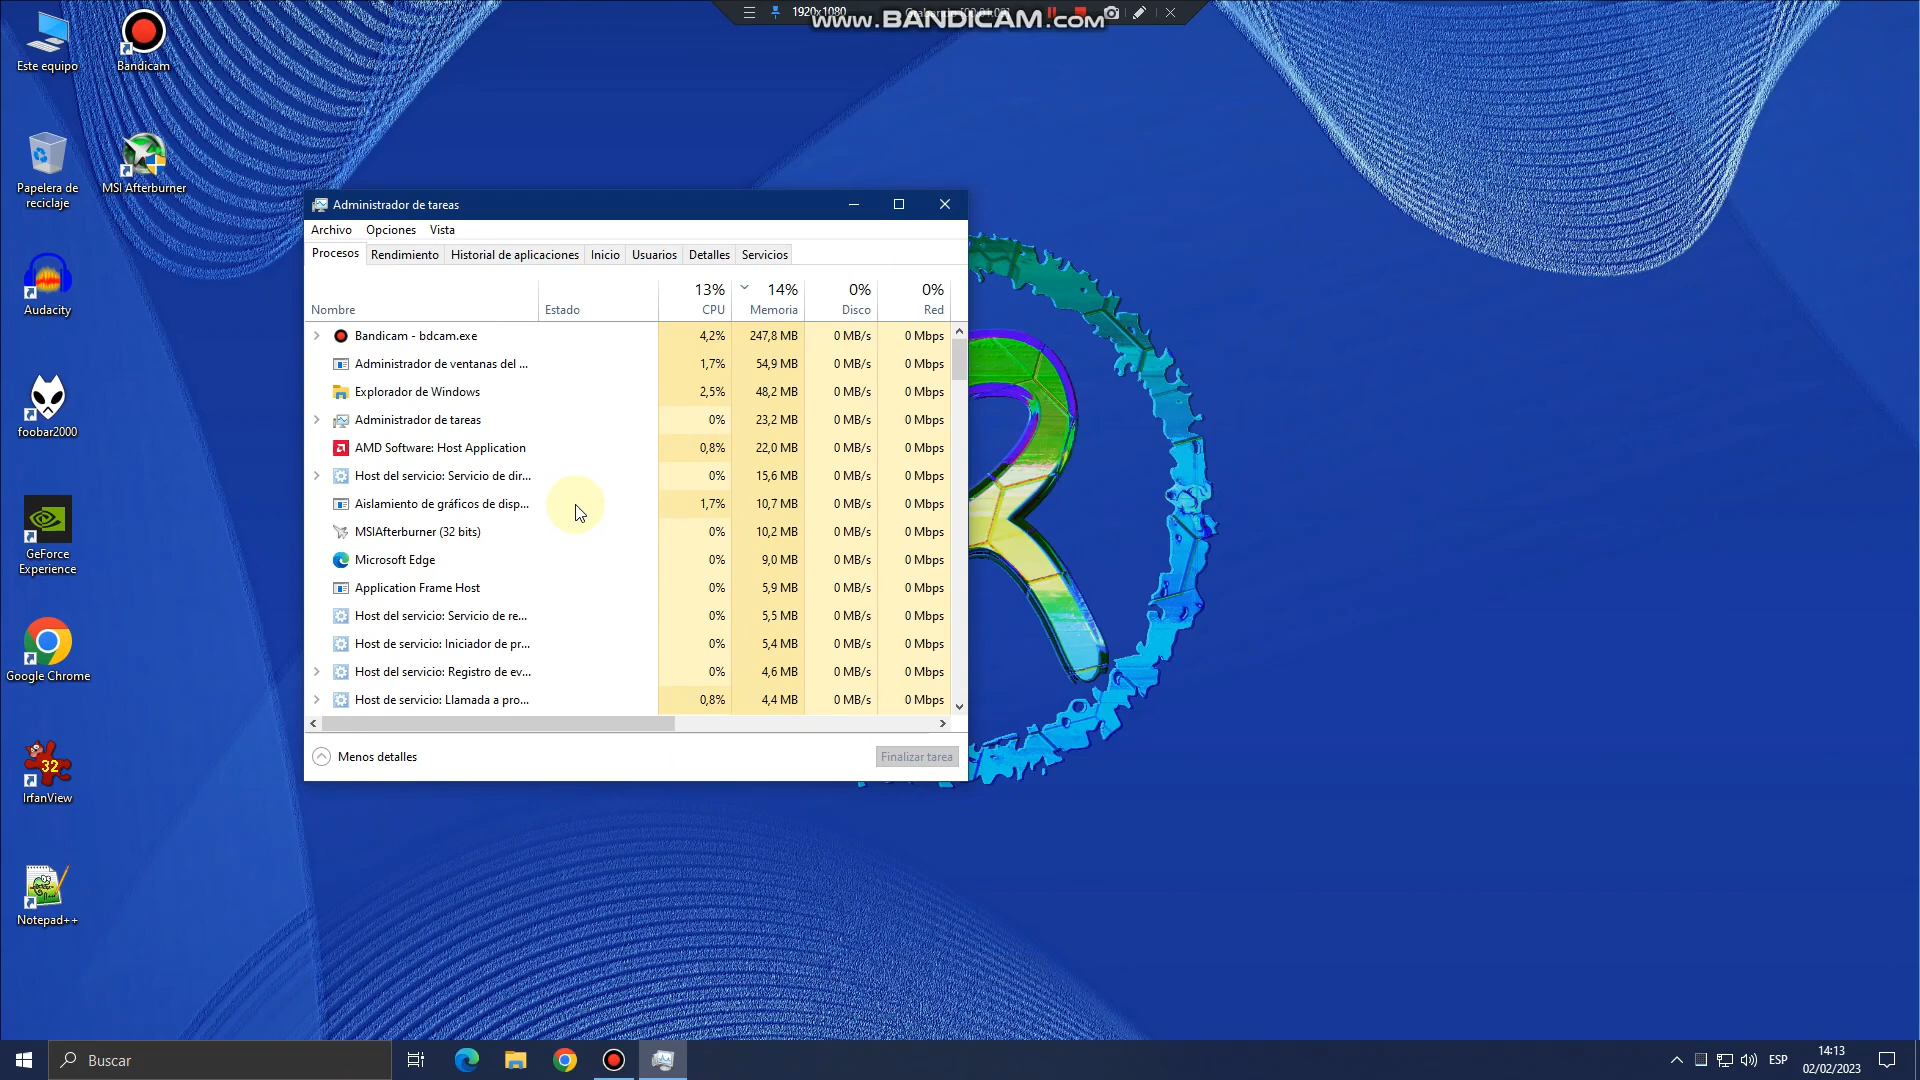 1920x1080
www.BANDICAM.com
Este equipo
Bandicam
Papelera de
reciclaje
MSI Afterburner
Audacity
foobar2000
GeForce
Experience
Google Chrome
32
IrfanView
Notepad++
Administrador de tareas
Archivo Opciones Vista
Procesos Rendimiento Historial de aplicaciones Inicio Usuarios Detalles Servicios
13% 14% 0% 0%
Nombre Estado CPU Memoria Disco Red
Bandicam - bdcam.exe 4,2% 247,8 MB 0 MB/s 0 Mbps
Administrador de ventanas del ... 1,7% 54,9 MB 0 MB/s 0 Mbps
Explorador de Windows 2,5% 48,2 MB 0 MB/s 0 Mbps
Administrador de tareas 0% 23,2 MB 0 MB/s 0 Mbps
AMD Software: Host Application 0,8% 22,0 MB 0 MB/s 0 Mbps
Host del servicio: Servicio de dir... 0% 15,6 MB 0 MB/s 0 Mbps
Aislamiento de gráficos de disp... 1,7% 10,7 MB 0 MB/s 0 Mbps
MSIAfterburner (32 bits) 0% 10,2 MB 0 MB/s 0 Mbps
Microsoft Edge 0% 9,0 MB 0 MB/s 0 Mbps
Application Frame Host 0% 5,9 MB 0 MB/s 0 Mbps
Host del servicio: Servicio de re... 0% 5,5 MB 0 MB/s 0 Mbps
Host de servicio: Iniciador de pr... 0% 5,4 MB 0 MB/s 0 Mbps
Host del servicio: Registro de ev... 0% 4,6 MB 0 MB/s 0 Mbps
Host de servicio: Llamada a pro... 0,8% 4,4 MB 0 MB/s 0 Mbps
Menos detalles Finalizar tarea
R
Buscar
ESP
14:13
02/02/2023